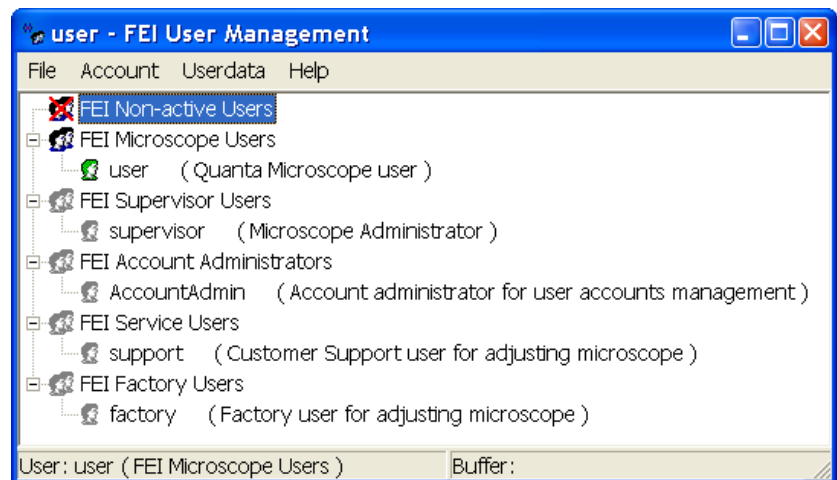 user - FEI User Management
File Account Userdata Help
FEI Non-active Users
FEI Microscope Users
user ( Quanta Microscope user )
FEI Supervisor Users
supervisor ( Microscope Administrator )
FEI Account Administrators
AccountAdmin ( Account administrator for user accounts management )
FEI Service Users
support ( Customer Support user for adjusting microscope )
FEI Factory Users
factory ( Factory user for adjusting microscope )
User: user ( FEI Microscope Users ) Buffer: